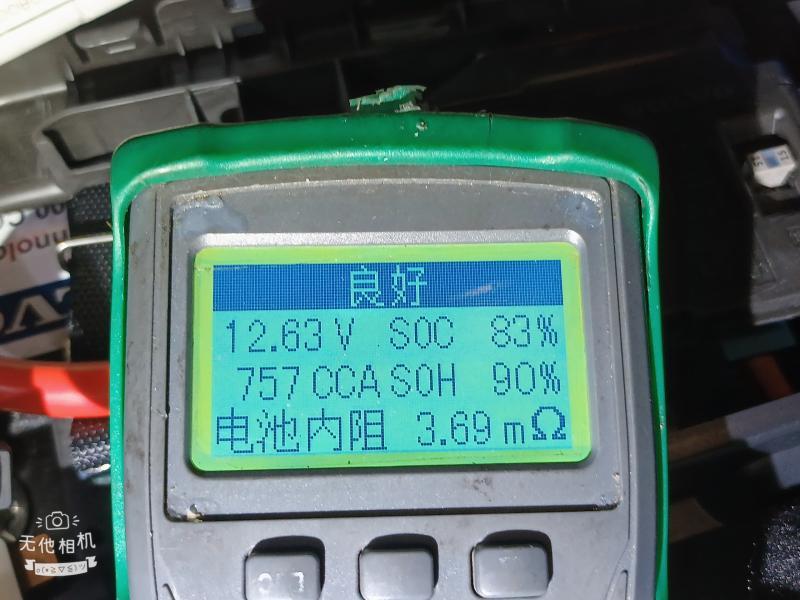 良好
12.63 V SOC 83%
757 CCA SOH 90%
电池内阻 3.69 mΩ
无他相机